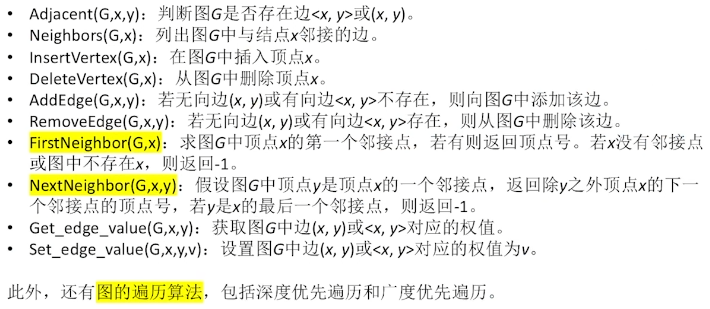 • Adjacent(G,x,y)：判断图G是否存在边<x, y>或(x, y)。
• Neighbors(G,x)：列出图G中与结点x邻接的边。
• InsertVertex(G,x)：在图G中插入顶点x。
• DeleteVertex(G,x)：从图G中删除顶点x。
• AddEdge(G,x,y)：若无向边(x, y)或有向边<x, y>不存在，则向图G中添加该边。
• RemoveEdge(G,x,y)：若无向边(x, y)或有向边<x, y>存在，则从图G中删除该边。
• FirstNeighbor(G,x)：求图G中顶点x的第一个邻接点，若有则返回顶点号。若x没有邻接点
或图中不存在x，则返回-1。
• NextNeighbor(G,x,y)：假设图G中顶点y是顶点x的一个邻接点，返回除y之外顶点x的下一
个邻接点的顶点号，若y是x的最后一个邻接点，则返回-1。
• Get_edge_value(G,x,y)：获取图G中边(x, y)或<x, y>对应的权值。
• Set_edge_value(G,x,y,v)：设置图G中边(x, y)或<x, y>对应的权值为v。
此外，还有图的遍历算法，包括深度优先遍历和广度优先遍历。